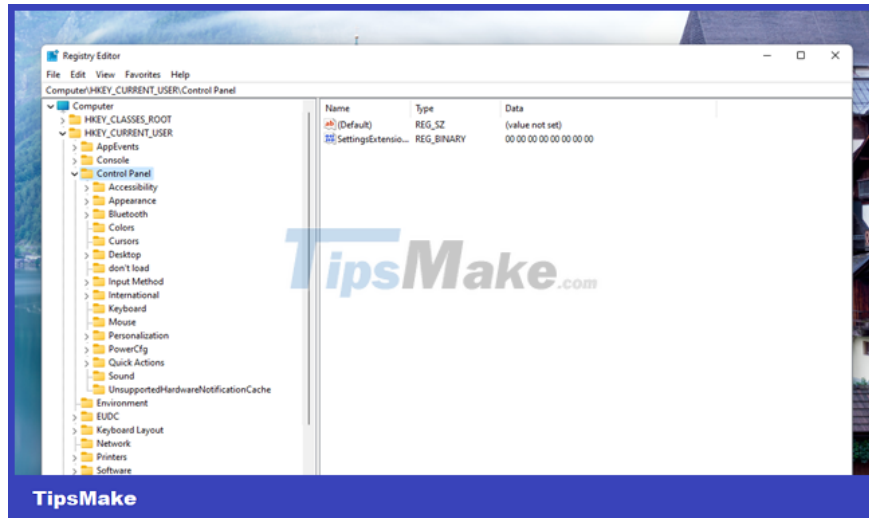 Registry Editor
File Edit View Favorites Help
Computer\HKEY_CURRENT_USER\Control Panel
Computer
HKEY_CLASSES_ROOT
HKEY_CURRENT_USER
AppEvents
Console
Control Panel
Accessibility
Appearance
Bluetooth
Colors
Cursors
Desktop
don't load
Input Method
International
Keyboard
Mouse
Personalization
PowerCfg
Quick Actions
Sound
UnsupportedHardwareNotificationCache
Environment
EUDC
Keyboard Layout
Network
Printers
Software
Name Type Data
(Default) REG_SZ (value not set)
SettingsExtensio... REG_BINARY 00 00 00 00 00 00 00 00
TipsMake.com
TipsMake